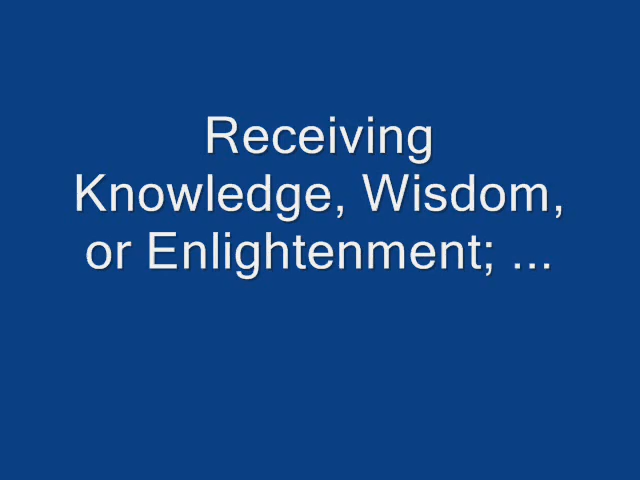 Receiving
Knowledge, Wisdom,
or Enlightenment; ...